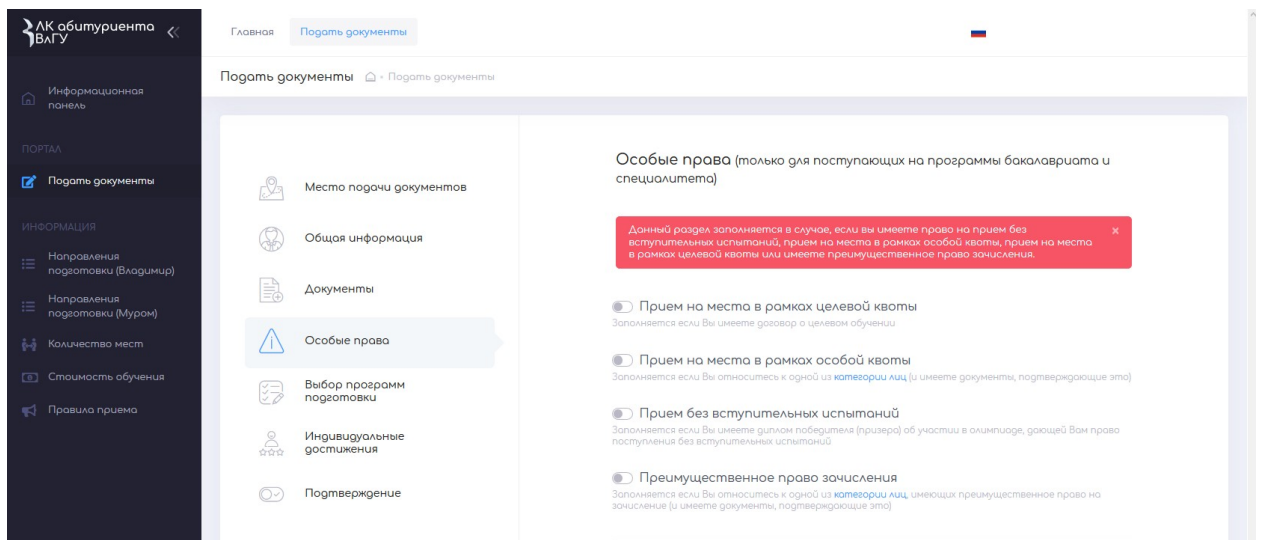 ЛК абитуриента
ВлГУ
Информационная
панель
ПОРТАЛ
Подать документы
ИНФОРМАЦИЯ
Направления
подготовки (Владимир)
Направления
подготовки (Муром)
Количество мест
Стоимость обучения
Правила приема
Главная
Подать документы
Подать документы
Подать документы
Место подачи документов
Общая информация
Документы
Особые права
Выбор программ
подготовки
Индивидуальные
достижения
Подтверждение
Особые права (только для поступающих на программы бакалавриата и
специалитета)
Данный раздел заполняется в случае, если вы имеете право на прием без
вступительных испытаний, прием на места в рамках особой квоты, прием на места
в рамках целевой квоты или имеете преимущественное право зачисления.
Прием на места в рамках целевой квоты
Заполняется если Вы имеете договор о целевом обучении
Прием на места в рамках особой квоты
Заполняется если Вы относитесь к одной из категории лиц (и имеете документы, подтверждающие это)
Прием без вступительных испытаний
Заполняется если Вы имеете диплом победителя (призера) об участии в олимпиаде, дающей Вам право
поступления без вступительных испытаний
Преимущественное право зачисления
Заполняется если Вы относитесь к одной из категории лиц, имеющих преимущественное право на
зачисление (и имеете документы, подтверждающие это)